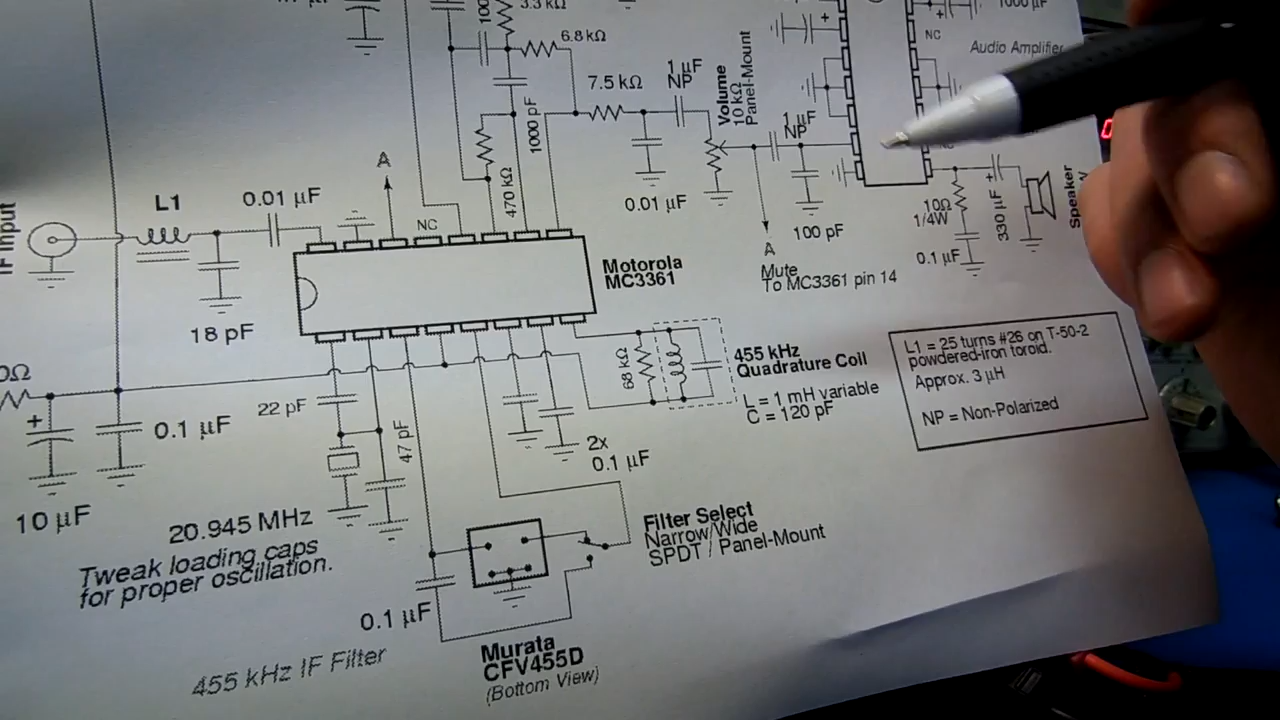 3.3 kΩ
1000 µF
6.8 kΩ
NC
Audio Amplifier
+
7.5 kΩ
1 µF
NP
Volume
10 kΩ
Panel-Mount
1000 pF
1 µF
NP
A
470 kΩ
L1
0.01 µF
NC
0.01 µF
100 pF
10Ω
1/4W
330 µF
+
Speaker
0.1 µF
IF Input
A
Mute
To MC3361 pin 14
Motorola
MC3361
18 pF
68 kΩ
455 kHz
Quadrature Coil
L = 1 mH variable
C = 120 pF
L1 = 25 turns #26 on T-50-2
powdered-iron toroid.
Approx. 3 µH
NP = Non-Polarized
+
0.1 µF
10 µF
22 pF
47 pF
2x
0.1 µF
20.945 MHz
Tweak loading caps
for proper oscillation.
Filter Select
Narrow/Wide
SPDT / Panel-Mount
0.1 µF
455 kHz IF Filter
Murata
CFV455D
(Bottom View)